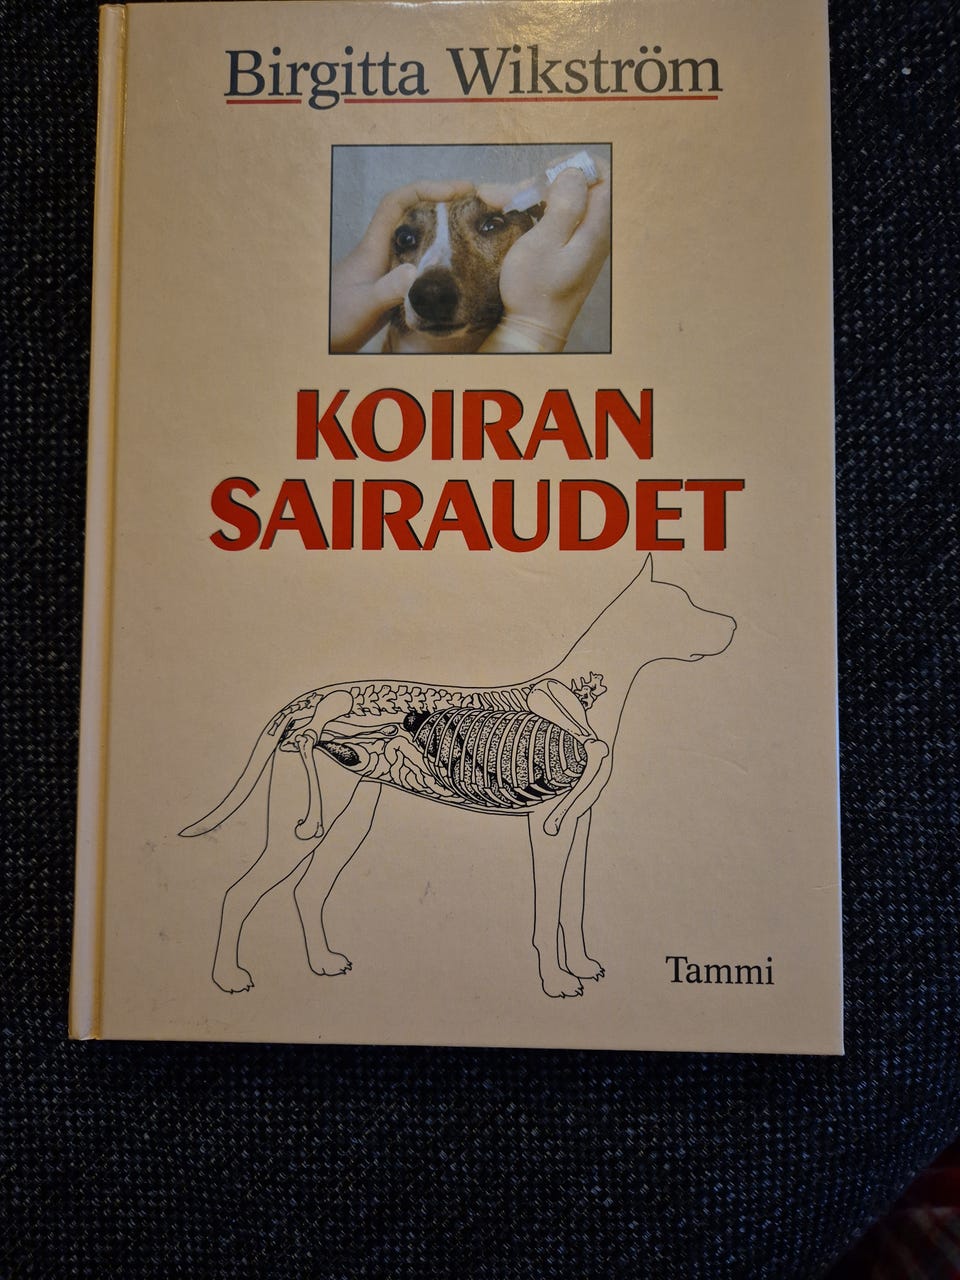 Birgitta Wikström
KOIRAN
SAIRAUDET
Tammi